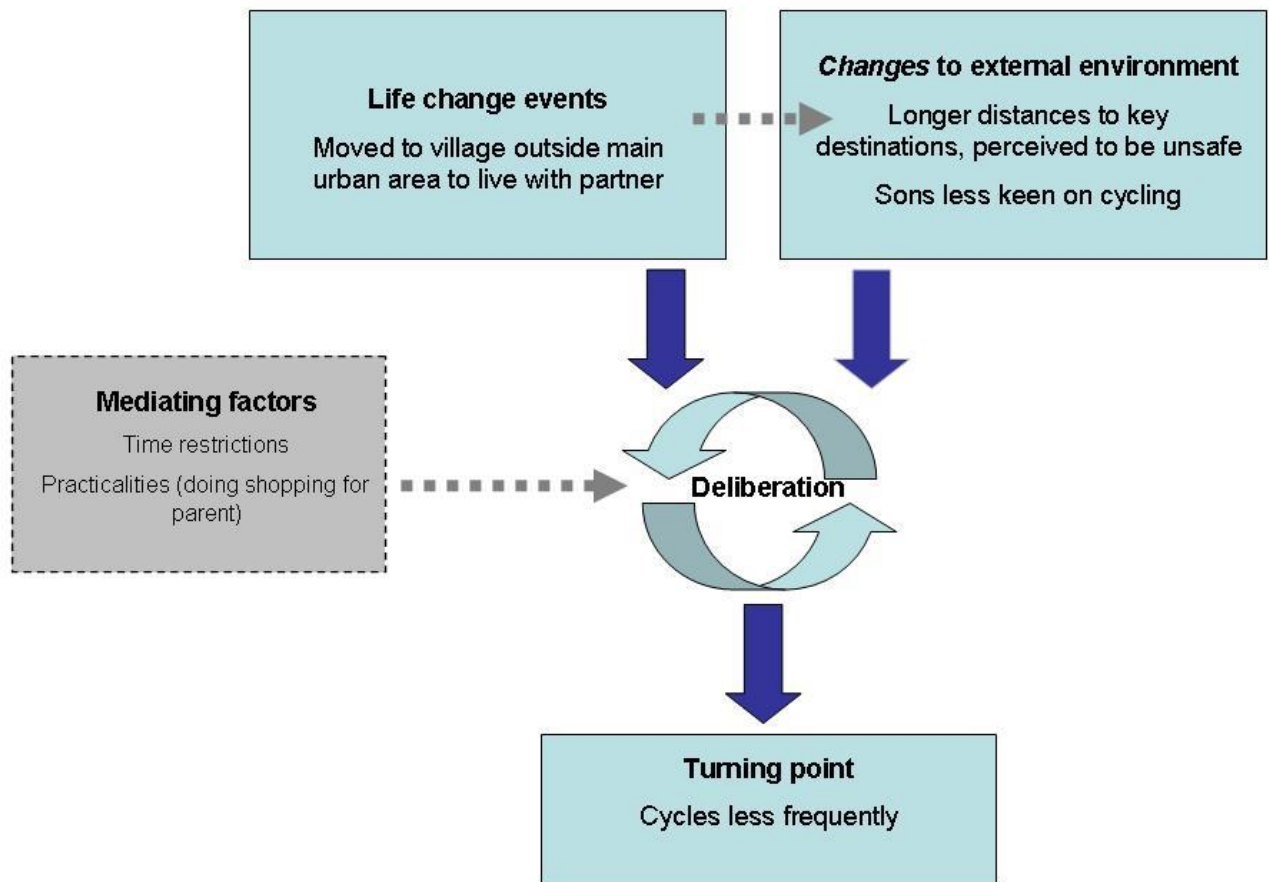 Life change events
Moved to village outside main
urban area to live with partner
Changes to external environment
Longer distances to key
destinations, perceived to be unsafe
Sons less keen on cycling
Mediating factors
Time restrictions
Practicalities (doing shopping for
parent)
Deliberation
Turning point
Cycles less frequently